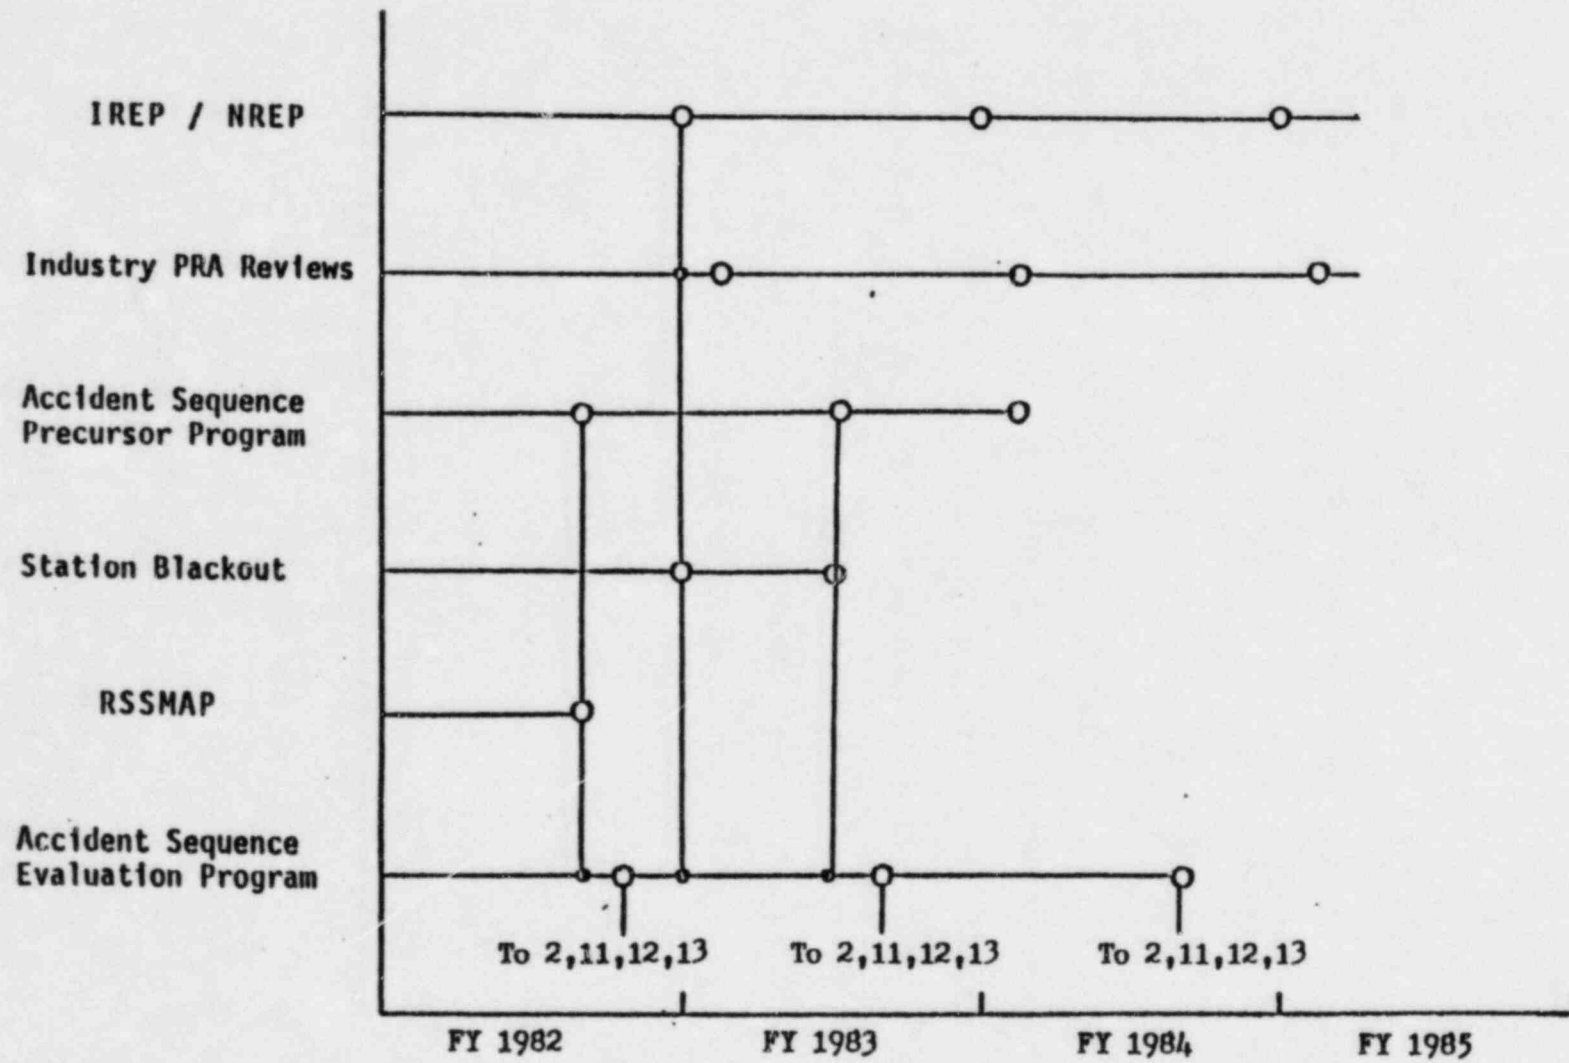 IREP / NREP
Industry PRA Reviews
Accident Sequence
Precursor Program
Station Blackout
RSSMAP
Accident Sequence
Evaluation Program
To 2,11,12,13
To 2,11,12,13
To 2,11,12,13
FY 1982
FY 1983
FY 1984
FY 1985